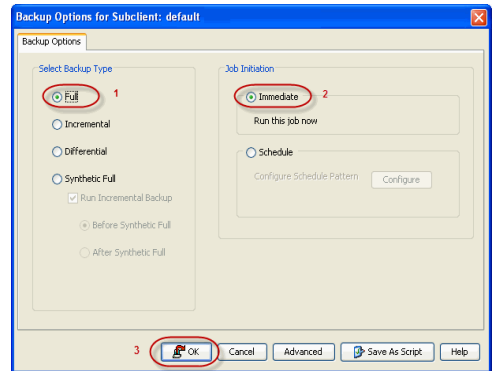 Backup Options for Subclient: default
Backup Options
Select Backup Type
Full 1
Incremental
Differential
Synthetic Full
Run Incremental Backup
Before Synthetic Full
After Synthetic Full
Job Initiation
Immediate 2
Run this job now
Schedule
Configure Schedule Pattern Configure
3 OK Cancel Advanced Save As Script Help